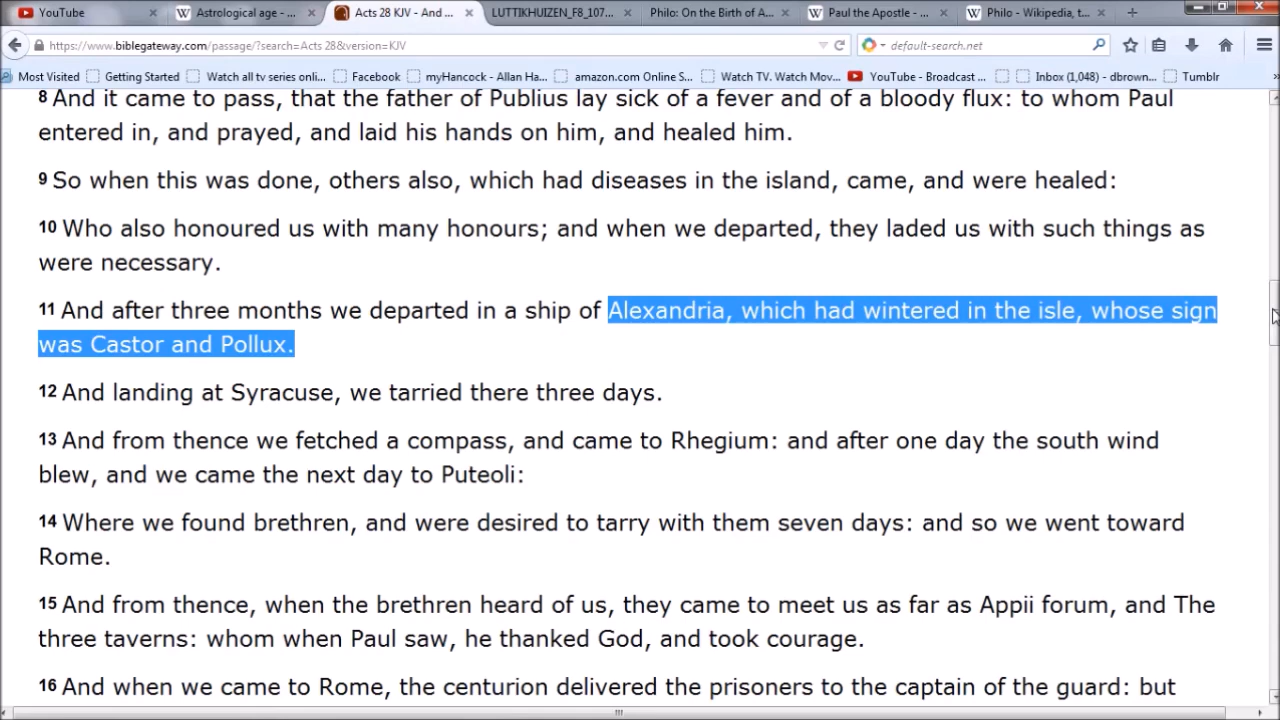 YouTube
Astrological age - ...
Acts 28 KJV - And ...
LUTTIKHUIZEN_F8_107...
Philo: On the Birth of A...
Paul the Apostle - ...
Philo - Wikipedia, t...
https://www.biblegateway.com/passage/?search=Acts 28&version=KJV
default-search.net
Most Visited
Getting Started
Watch all tv series onli...
Facebook
myHancock - Allan Ha...
amazon.com Online S...
Watch TV. Watch Mov...
YouTube - Broadcast ...
Inbox (1,048) - dbrown...
Tumblr
8 And it came to pass, that the father of Publius lay sick of a fever and of a bloody flux: to whom Paul
entered in, and prayed, and laid his hands on him, and healed him.
9 So when this was done, others also, which had diseases in the island, came, and were healed:
10 Who also honoured us with many honours; and when we departed, they laded us with such things as
were necessary.
11 And after three months we departed in a ship of Alexandria, which had wintered in the isle, whose sign
was Castor and Pollux.
12 And landing at Syracuse, we tarried there three days.
13 And from thence we fetched a compass, and came to Rhegium: and after one day the south wind
blew, and we came the next day to Puteoli:
14 Where we found brethren, and were desired to tarry with them seven days: and so we went toward
Rome.
15 And from thence, when the brethren heard of us, they came to meet us as far as Appii forum, and The
three taverns: whom when Paul saw, he thanked God, and took courage.
16 And when we came to Rome, the centurion delivered the prisoners to the captain of the guard: but